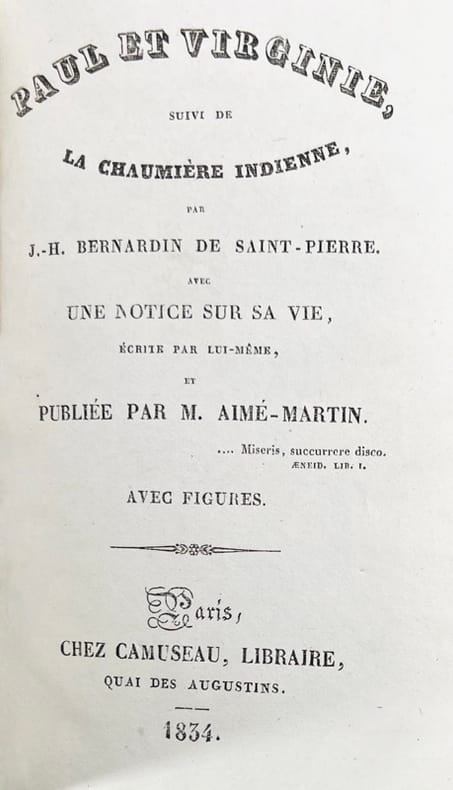 PAUL ET VIRGINIE,
SUIVI DE
LA CHAUMIÈRE INDIENNE,
PAR
J.-H. BERNARDIN DE SAINT-PIERRE.
AVEC
UNE NOTICE SUR SA VIE,
ÉCRITE PAR LUI-MÊME,
ET
PUBLIÉE PAR M. AIMÉ-MARTIN.
.... Miseris, succurrere disco.
ÆNEID. LIB. I.
AVEC FIGURES.
Paris,
CHEZ CAMUSEAU, LIBRAIRE,
QUAI DES AUGUSTINS.
1834.